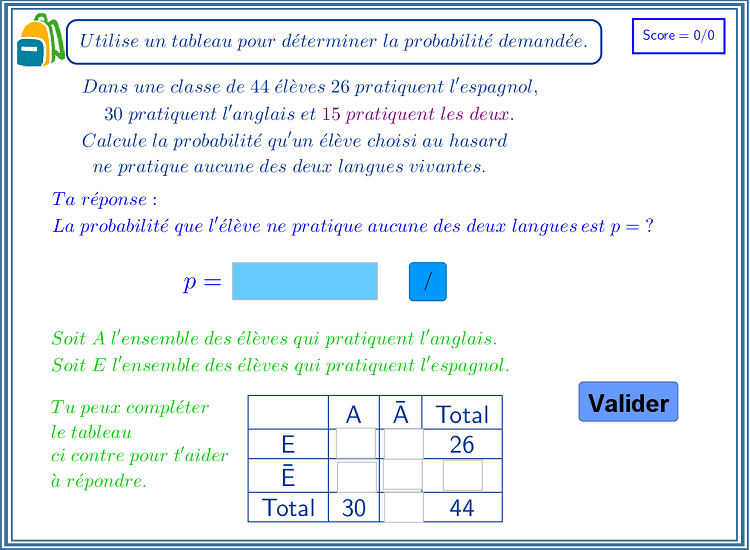 Utilise un tableau pour déterminer la probabilité demandée.
Score = 0/0
Dans une classe de 44 élèves 26 pratiquent l'espagnol,
30 pratiquent l'anglais et 15 pratiquent les deux.
Calcule la probabilité qu'un élève choisi au hasard
ne pratique aucune des deux langues vivantes.
Ta réponse :
La probabilité que l'élève ne pratique aucune des deux langues est p = ?
p =
/
Soit A l'ensemble des élèves qui pratiquent l'anglais.
Soit E l'ensemble des élèves qui pratiquent l'espagnol.
Valider
Tu peux compléter
le tableau
ci contre pour t'aider
à répondre.
A Ā Total
E 26
Ē
Total 30 44